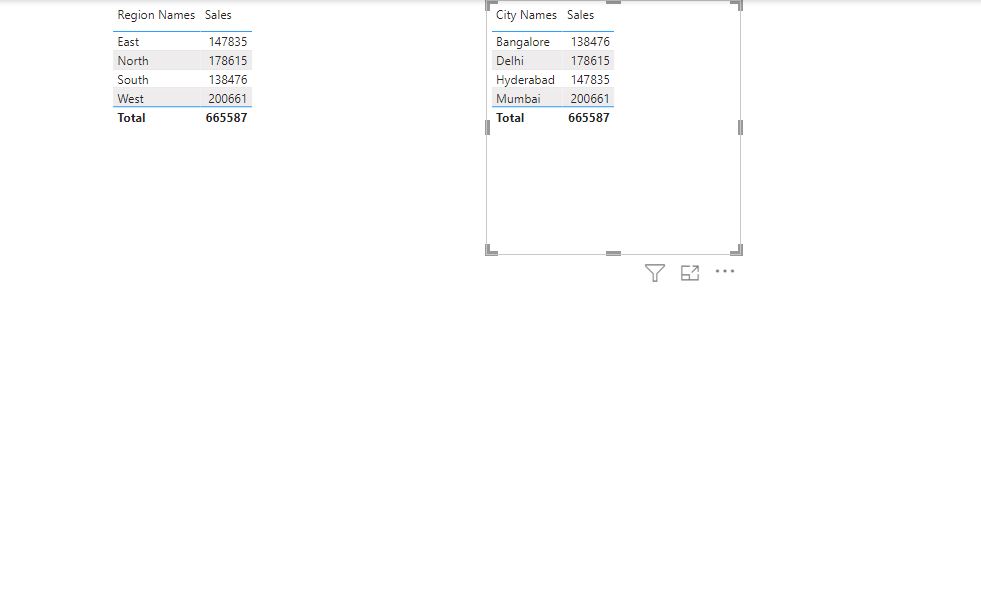 Region Names Sales
East 147835
North 178615
South 138476
West 200661
Total 665587
City Names Sales
Bangalore 138476
Delhi 178615
Hyderabad 147835
Mumbai 200661
Total 665587